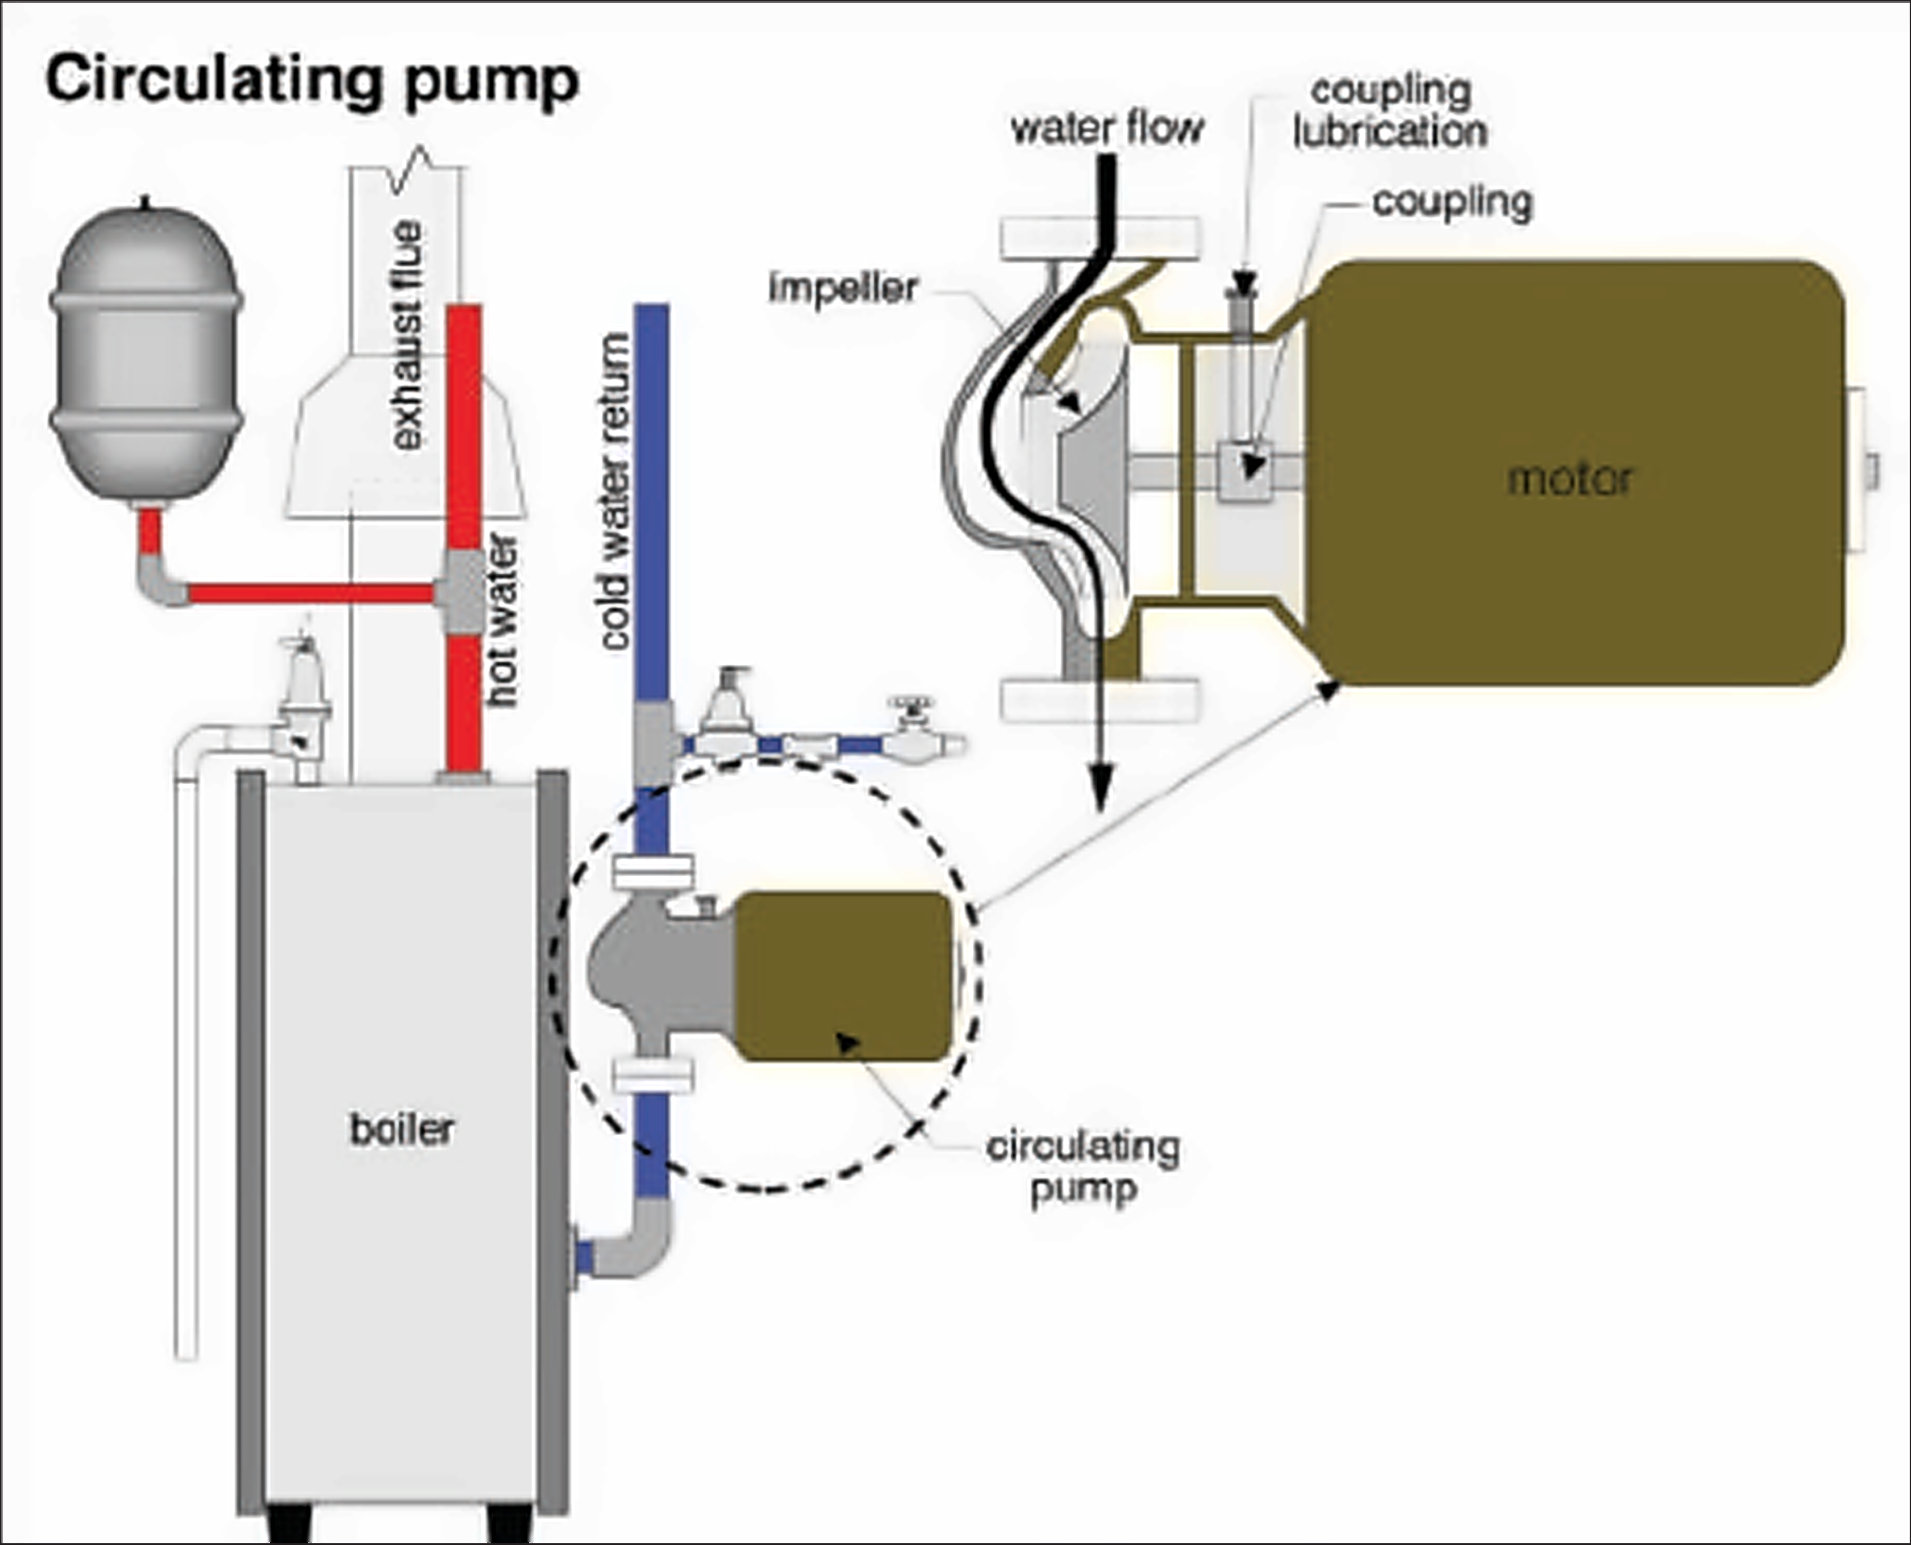 Circulating pump
coupling
lubrication
water flow
coupling
impeller
exhaust flue
cold water return
motor
hot water
boiler
circulating
pump